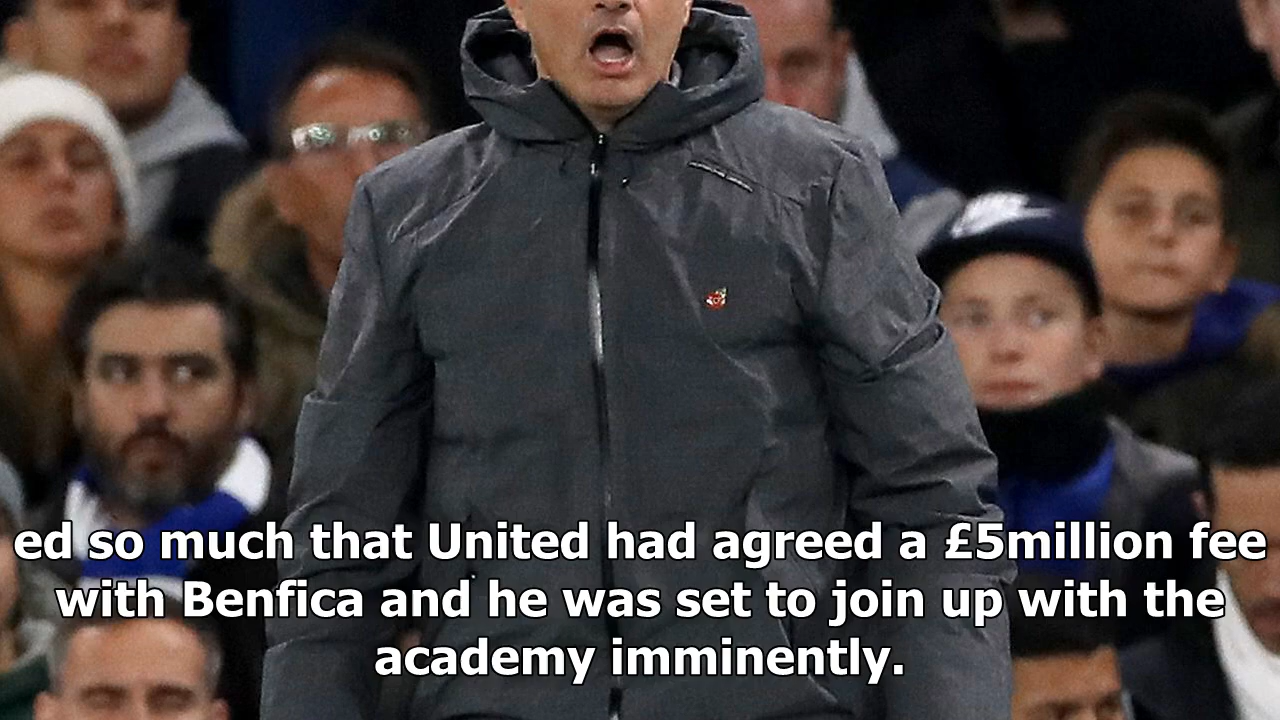 ed so much that United had agreed a £5million fee
with Benfica and he was set to join up with the
academy imminently.